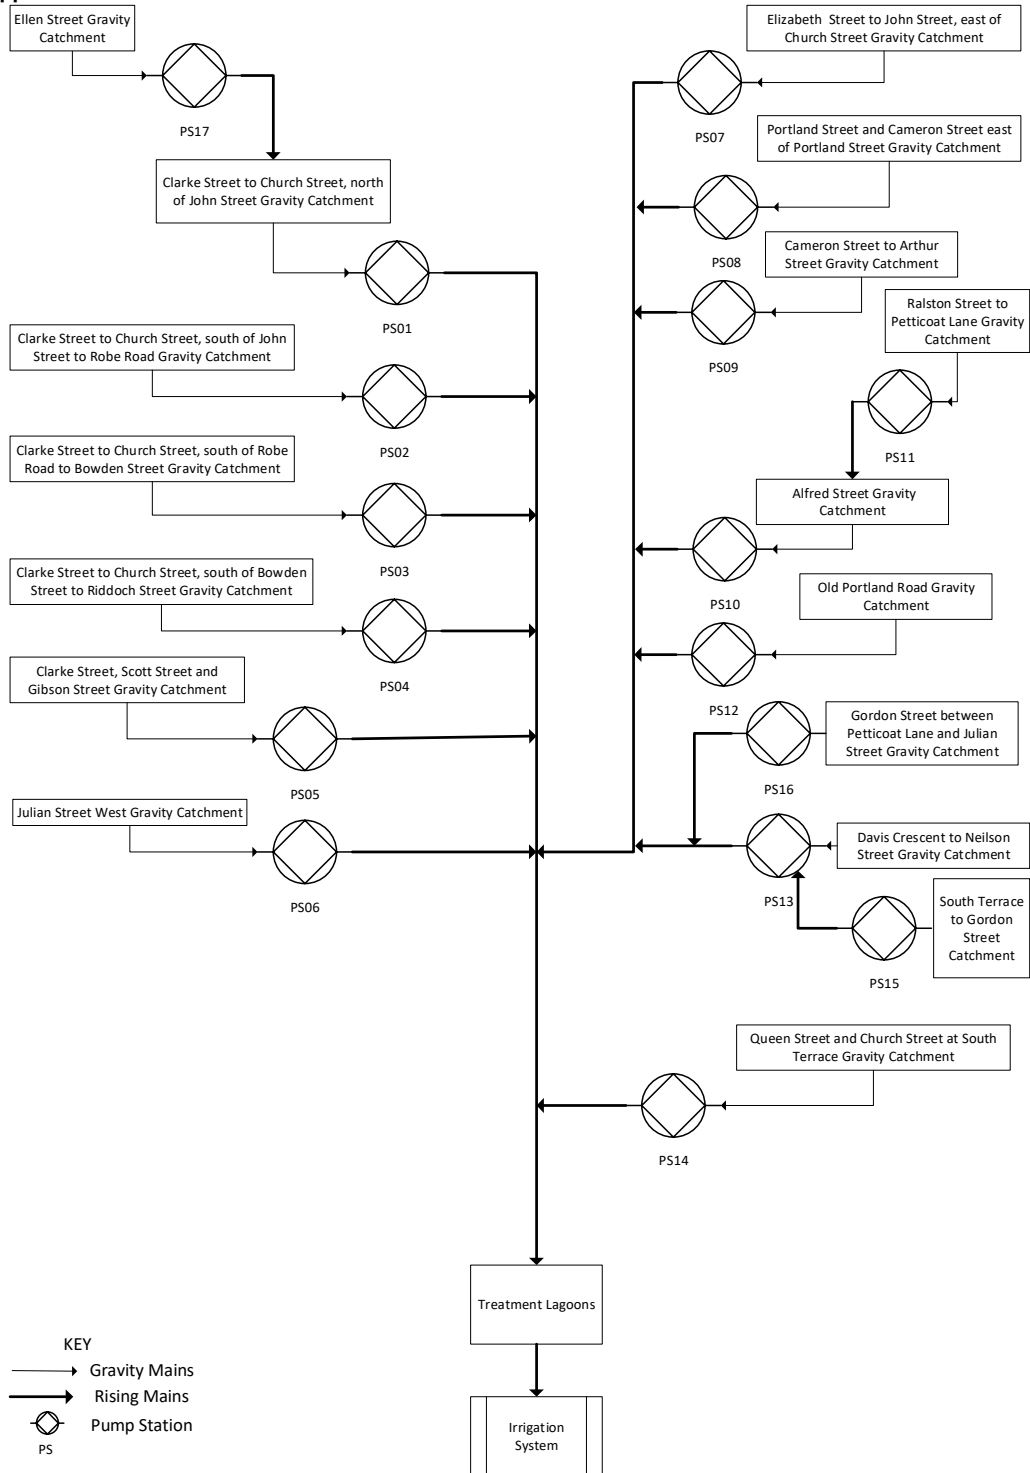 Ellen Street Gravity
Catchment
PS17
Clarke Street to Church Street, north
of John Street Gravity Catchment
PS01
Clarke Street to Church Street, south of John
Street to Robe Road Gravity Catchment
PS02
Clarke Street to Church Street, south of Robe
Road to Bowden Street Gravity Catchment
PS03
Clarke Street to Church Street, south of Bowden
Street to Riddoch Street Gravity Catchment
PS04
Clarke Street, Scott Street and
Gibson Street Gravity Catchment
PS05
Julian Street West Gravity Catchment
PS06
Elizabeth Street to John Street, east of
Church Street Gravity Catchment
PS07
Portland Street and Cameron Street east
of Portland Street Gravity Catchment
PS08
Cameron Street to Arthur
Street Gravity Catchment
PS09
Ralston Street to
Petticoat Lane Gravity
Catchment
PS11
Alfred Street Gravity
Catchment
PS10
Old Portland Road Gravity
Catchment
PS12
Gordon Street between
Petticoat Lane and Julian
Street Gravity Catchment
PS16
Davis Crescent to Neilson
Street Gravity Catchment
PS13
South Terrace
to Gordon
Street
Catchment
PS15
Queen Street and Church Street at South
Terrace Gravity Catchment
PS14
Treatment Lagoons
Irrigation
System
KEY
Gravity Mains
Rising Mains
Pump Station
PS